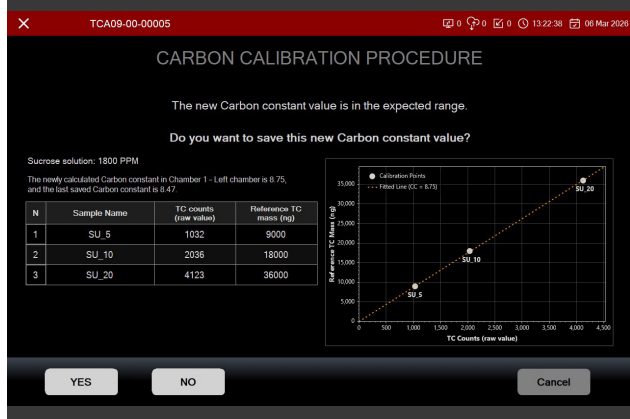 TCA09-00-00005
0 0 0 13:22:38 06 Mar 2026
CARBON CALIBRATION PROCEDURE
The new Carbon constant value is in the expected range.
Do you want to save this new Carbon constant value?
Sucrose solution: 1800 PPM
The newly calculated Carbon constant in Chamber 1 - Left chamber is 8.75,
and the last saved Carbon constant is 8.47.
N Sample Name TC counts (raw value) Reference TC mass (ng)
1 SU_5 1032 9000
2 SU_10 2036 18000
3 SU_20 4123 36000
Calibration Points
Fitted Line (CC = 8.75)
Reference TC Mass (ng)
35,000
30,000
25,000
20,000
15,000
10,000
5,000
0
SU_20
SU_10
SU_5
0 500 1,000 1,500 2,000 2,500 3,000 3,500 4,000 4,500
TC Counts (raw value)
YES NO Cancel